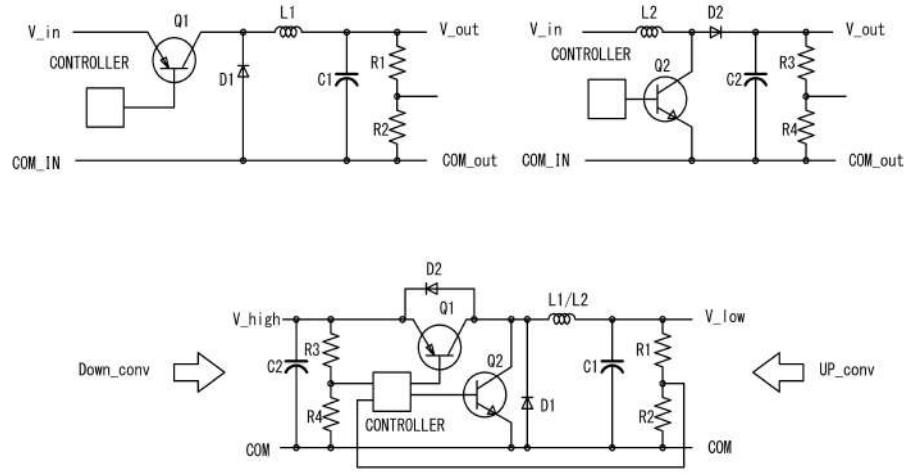 Q1
L1
V_in
V_out
CONTROLLER
D1
C1
R1
R2
COM_IN
COM_out
L2
D2
V_in
V_out
CONTROLLER
Q2
C2
R3
R4
COM_IN
COM_out
D2
Q1
L1/L2
V_high
V_low
R3
C2
Q2
C1
R1
Down_conv
UP_conv
R4
D1
R2
CONTROLLER
COM
COM